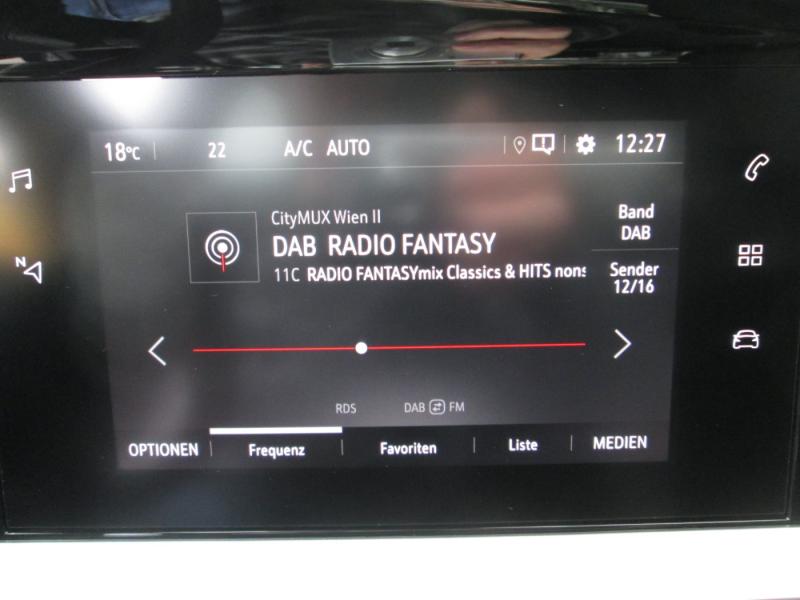 18°C 22 A/C AUTO 12:27
CityMUX Wien II
DAB RADIO FANTASY
11C RADIO FANTASYmix Classics & HITS nons
Band
DAB
Sender
12/16
N
RDS DAB FM
OPTIONEN Frequenz Favoriten Liste MEDIEN